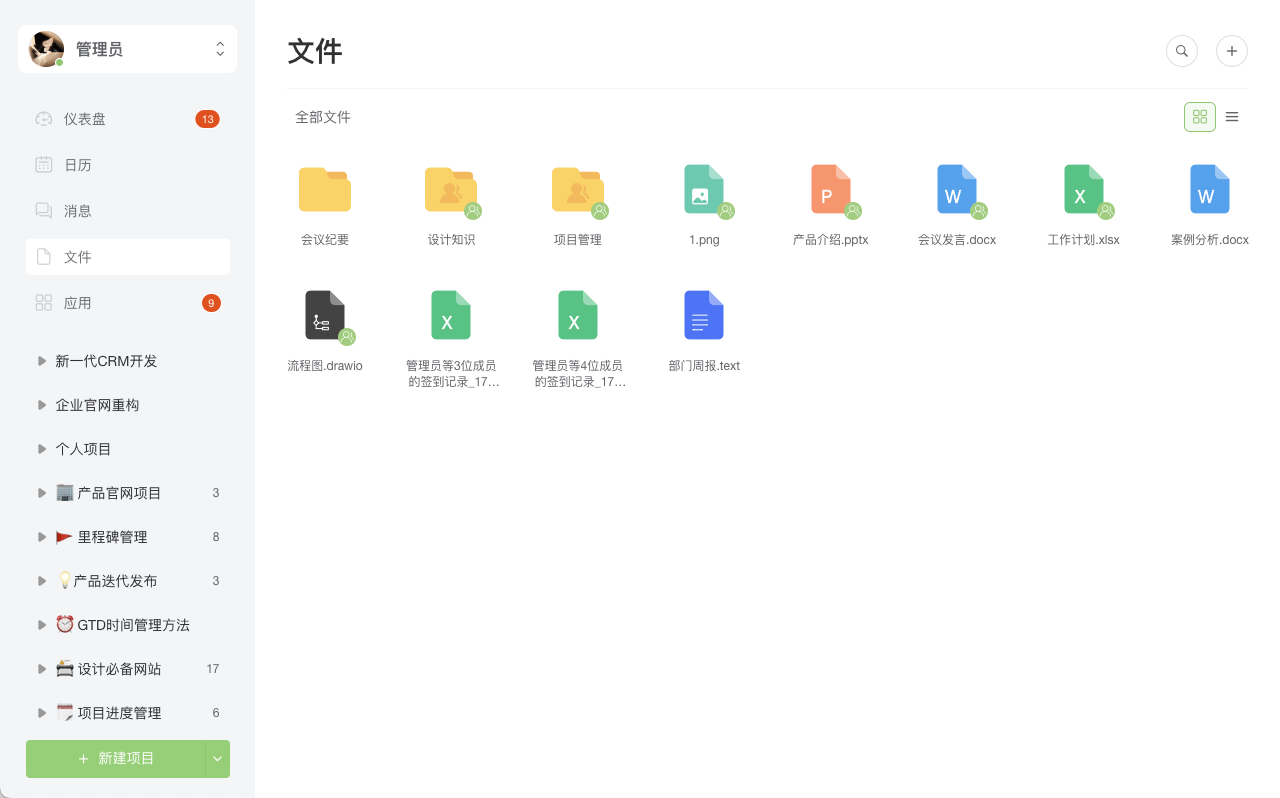 管理员
文件
仪表盘 13
日历
消息
文件
应用 9
新一代CRM开发
企业官网重构
个人项目
产品官网项目 3
里程碑管理 8
产品迭代发布 3
GTD时间管理方法
设计必备网站 17
项目进度管理 6
新建项目
全部文件
会议纪要
设计知识
项目管理
1.png
P
产品介绍.pptx
W
会议发言.docx
X
工作计划.xlsx
W
案例分析.docx
流程图.drawio
X
管理员等3位成员
的签到记录_17...
X
管理员等4位成员
的签到记录_17...
部门周报.text